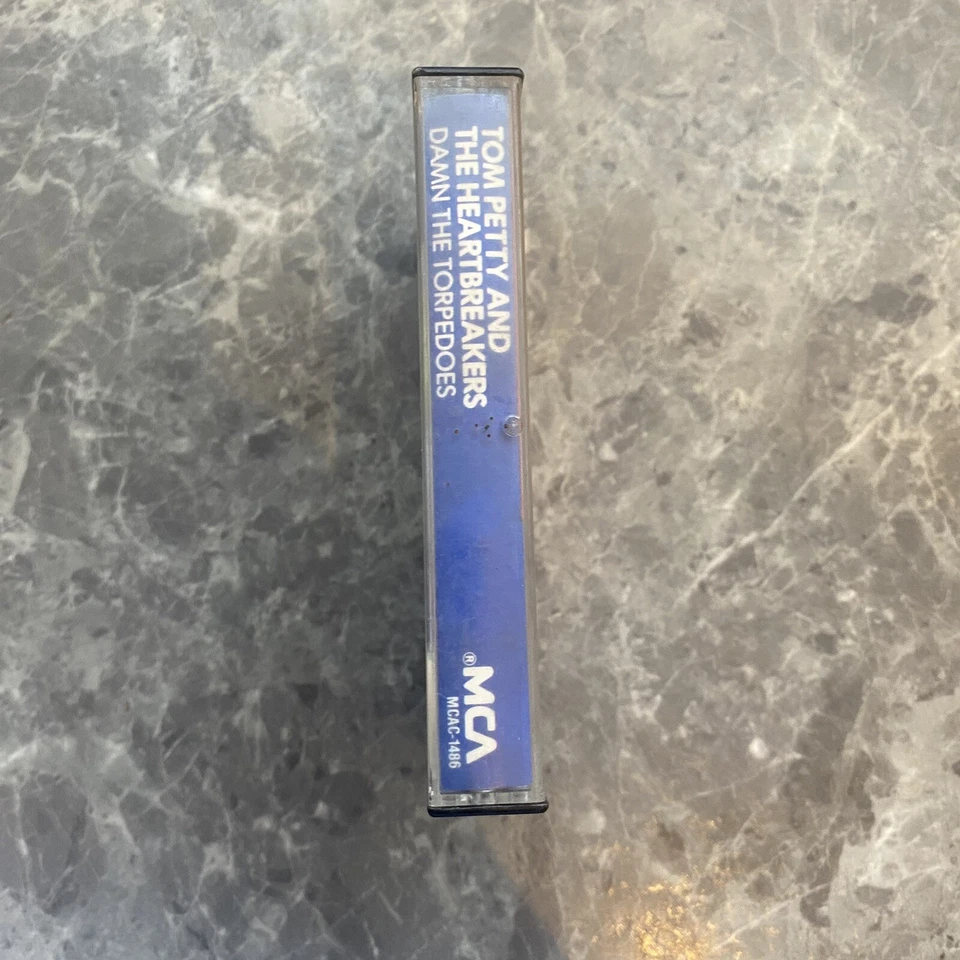 TOM PETTY AND
THE HEARTBREAKERS
DAMN THE TORPEDOES
MCA®
MCAC-1486